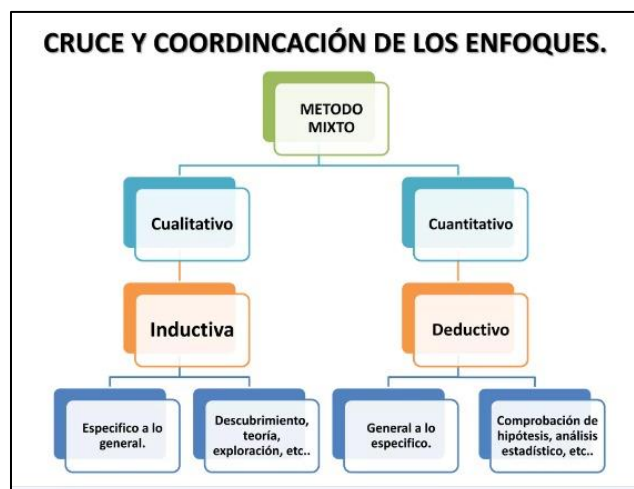 CRUCE Y COORDINCACIÓN DE LOS ENFOQUES.
METODO
MIXTO
Cualitativo
Cuantitativo
Inductiva
Deductivo
Especifico a lo
general.
Descubrimiento,
teoría,
exploración, etc..
General a lo
especifico.
Comprobación de
hipótesis, análisis
estadístico, etc..